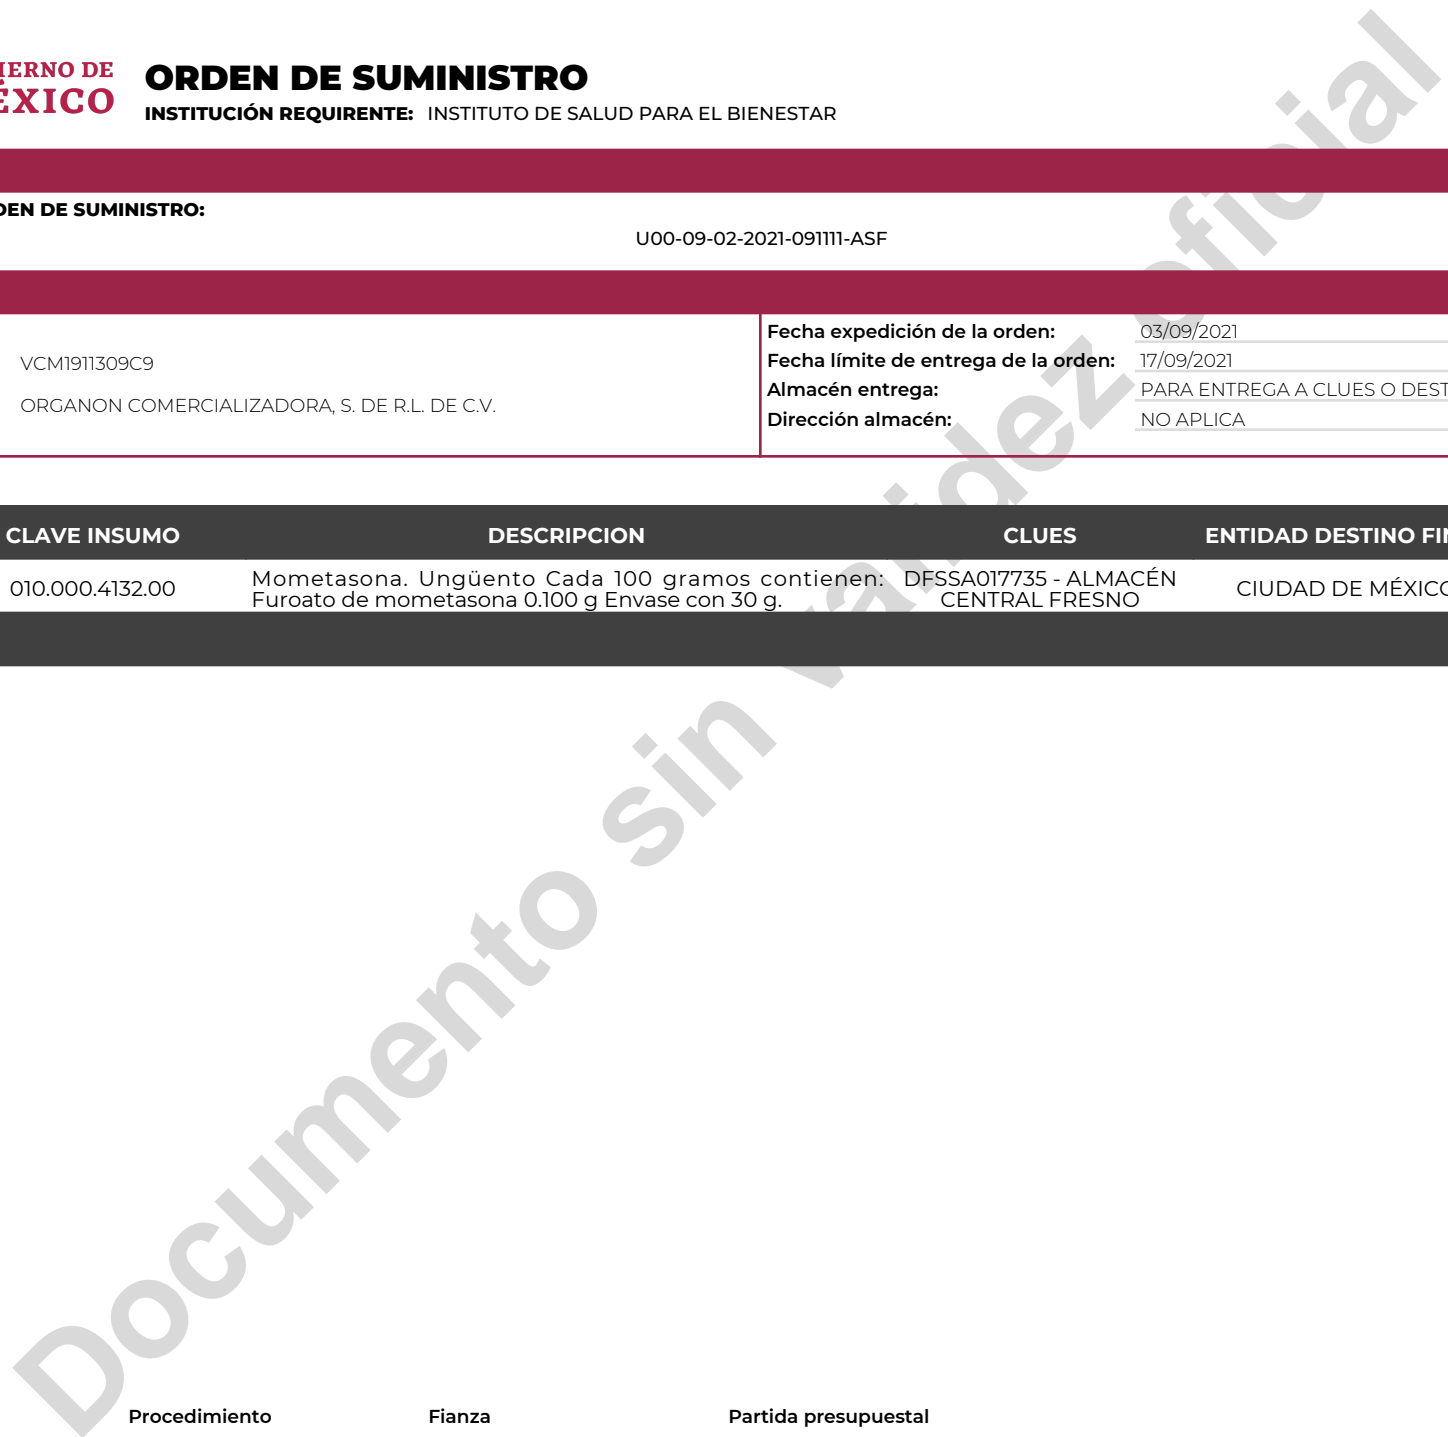 IERNO DE
ÉXICO
ORDEN DE SUMINISTRO
INSTITUCIÓN REQUIRENTE: INSTITUTO DE SALUD PARA EL BIENESTAR
DEN DE SUMINISTRO:
U00-09-02-2021-091111-ASF
VCM1911309C9
ORGANON COMERCIALIZADORA, S. DE R.L. DE C.V.
Fecha expedición de la orden: 03/09/2021
Fecha límite de entrega de la orden: 17/09/2021
Almacén entrega: PARA ENTREGA A CLUES O DEST
Dirección almacén: NO APLICA
CLAVE INSUMO DESCRIPCION CLUES ENTIDAD DESTINO FIN
010.000.4132.00 Mometasona. Ungüento Cada 100 gramos contienen: DFSSA017735 - ALMACÉN CIUDAD DE MÉXICO
Furoato de mometasona 0.100 g Envase con 30 g. CENTRAL FRESNO
Documento sin validez oficial
Procedimiento Fianza Partida presupuestal